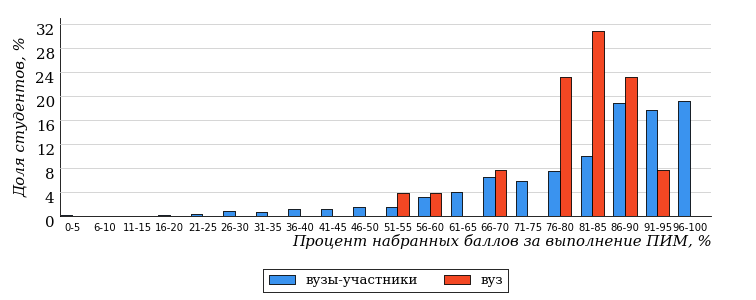 Доля студентов, %
32
28
24
20
16
12
8
4
0
0-5 6-10 11-15 16-20 21-25 26-30 31-35 36-40 41-45 46-50 51-55 56-60 61-65 66-70 71-75 76-80 81-85 86-90 91-95 96-100
Процент набранных баллов за выполнение ПИМ, %
вузы-участники вуз